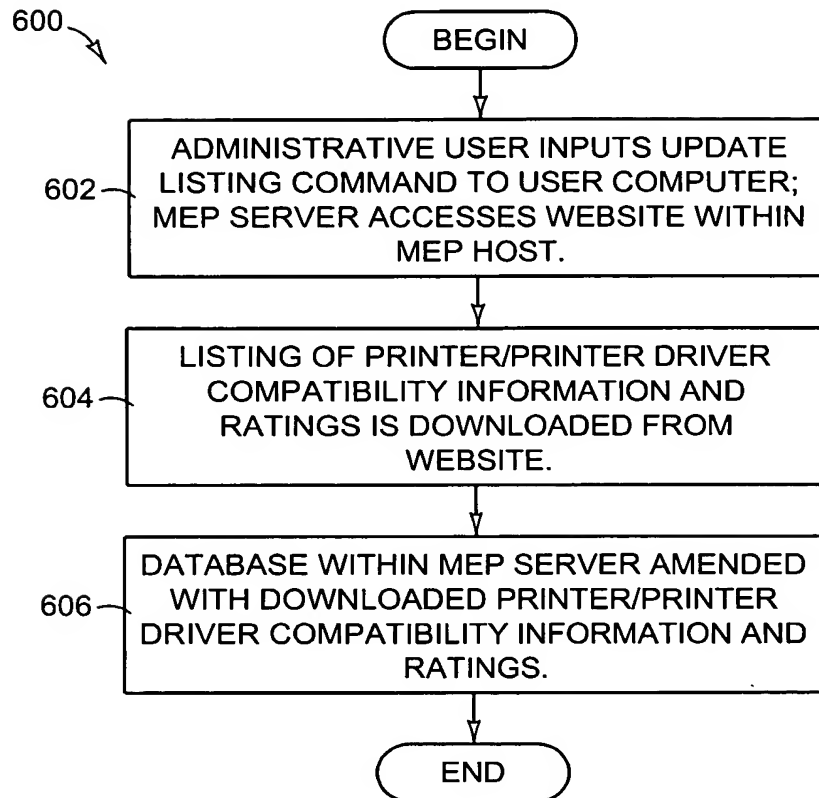 600
BEGIN
602
ADMINISTRATIVE USER INPUTS UPDATE
LISTING COMMAND TO USER COMPUTER;
MEP SERVER ACCESSES WEBSITE WITHIN
MEP HOST.
604
LISTING OF PRINTER/PRINTER DRIVER
COMPATIBILITY INFORMATION AND
RATINGS IS DOWNLOADED FROM
WEBSITE.
606
DATABASE WITHIN MEP SERVER AMENDED
WITH DOWNLOADED PRINTER/PRINTER
DRIVER COMPATIBILITY INFORMATION AND
RATINGS.
END